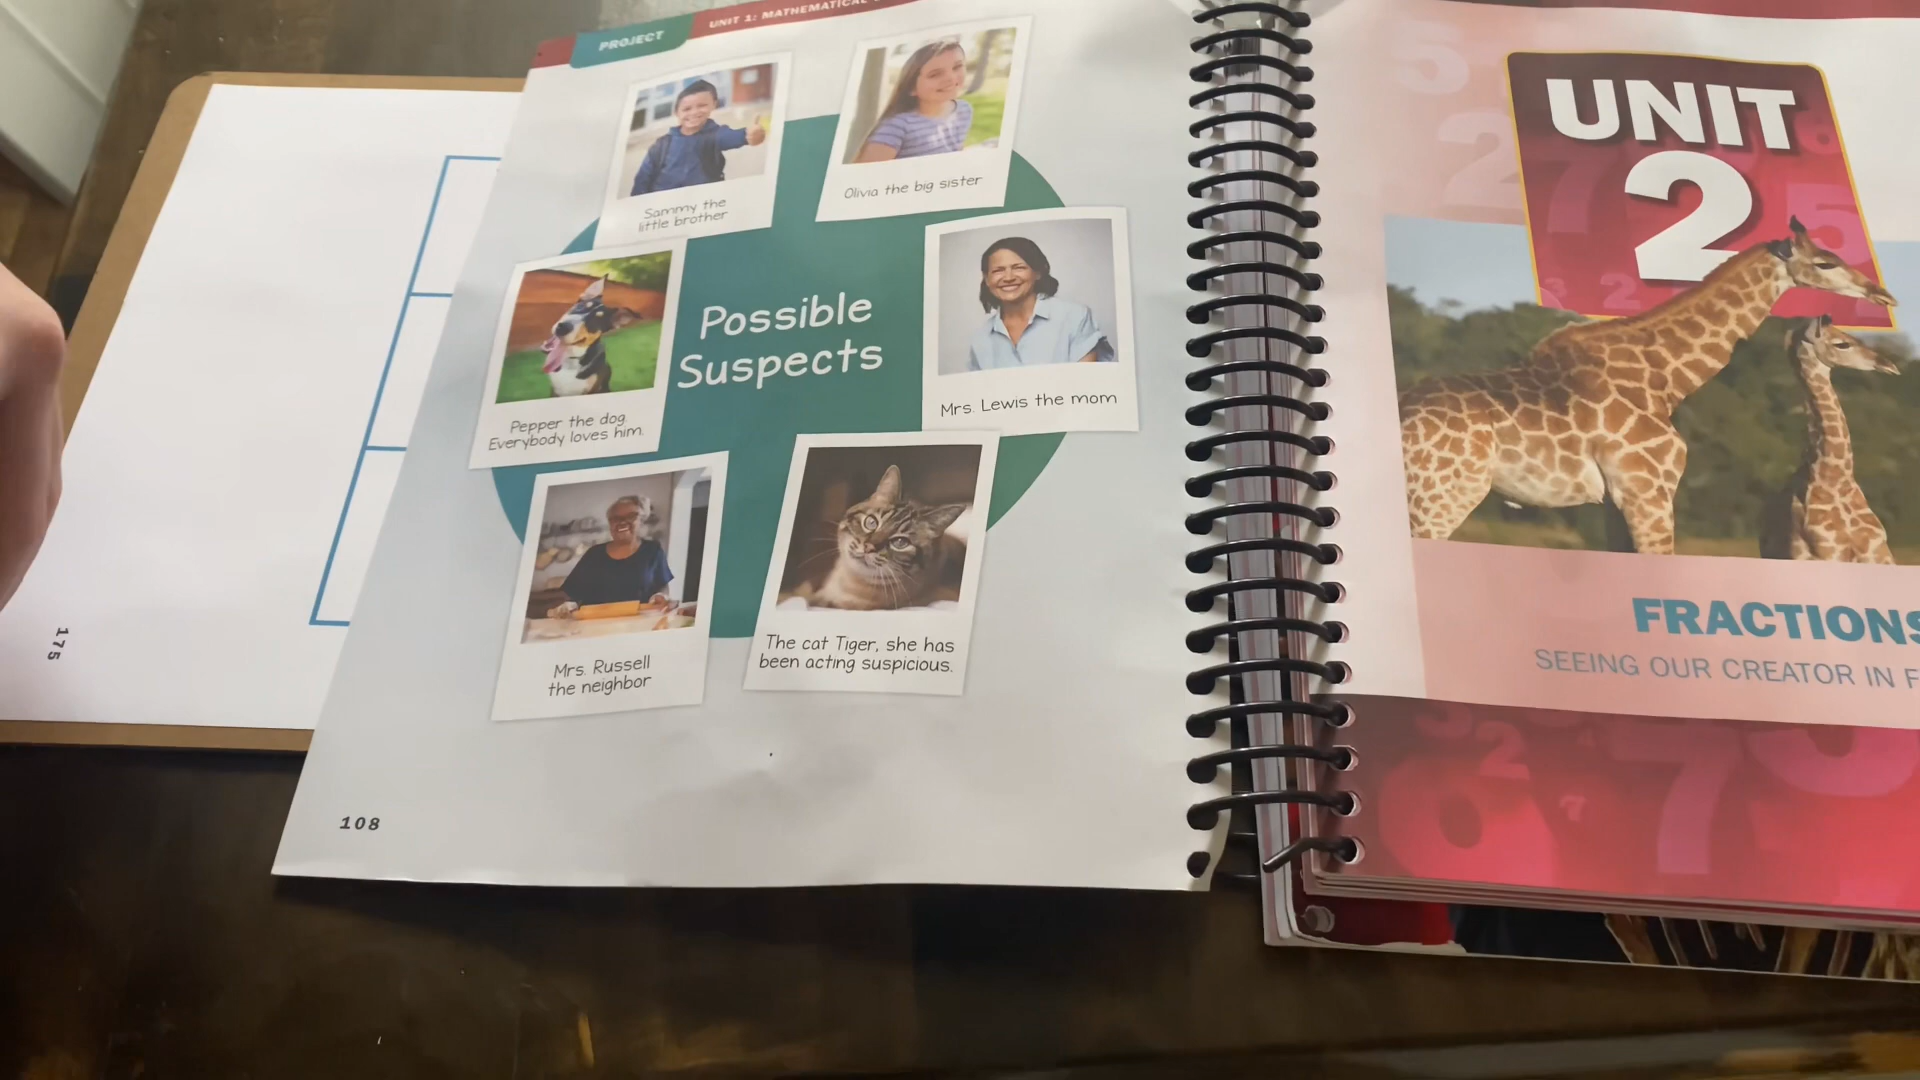 PROJECT
UNIT 1: MATHEMATICAL
Sammy the
little brother
Olivia the big sister
Pepper the dog.
Everybody loves him.
Possible
Suspects
Mrs. Lewis the mom
Mrs. Russell
the neighbor
The cat Tiger, she has
been acting suspicious.
108
175
UNIT
2
FRACTIONS
SEEING OUR CREATOR IN